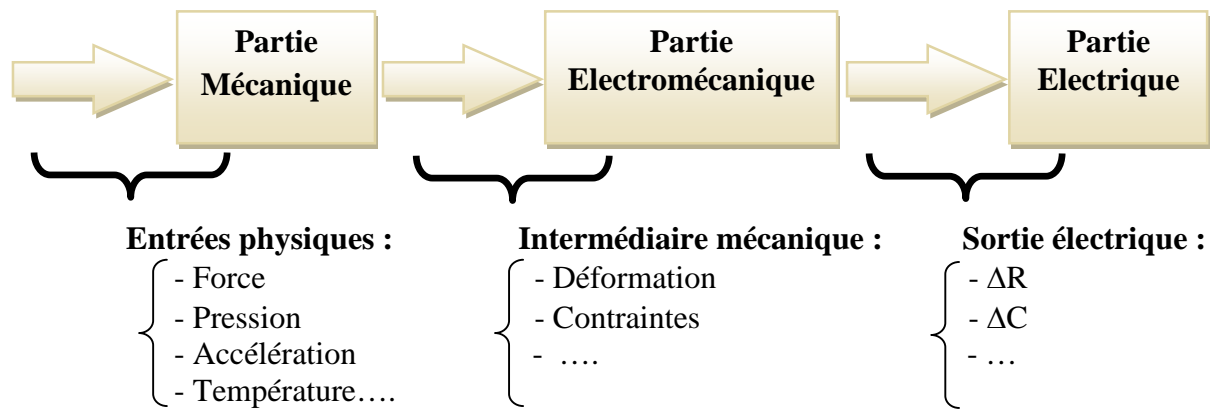 Partie
Mécanique
Partie
Electromécanique
Partie
Electrique
Entrées physiques :
- Force
- Pression
- Accélération
- Température….
Intermédiaire mécanique :
- Déformation
- Contraintes
- ….
Sortie électrique :
- ΔR
- ΔC
- …